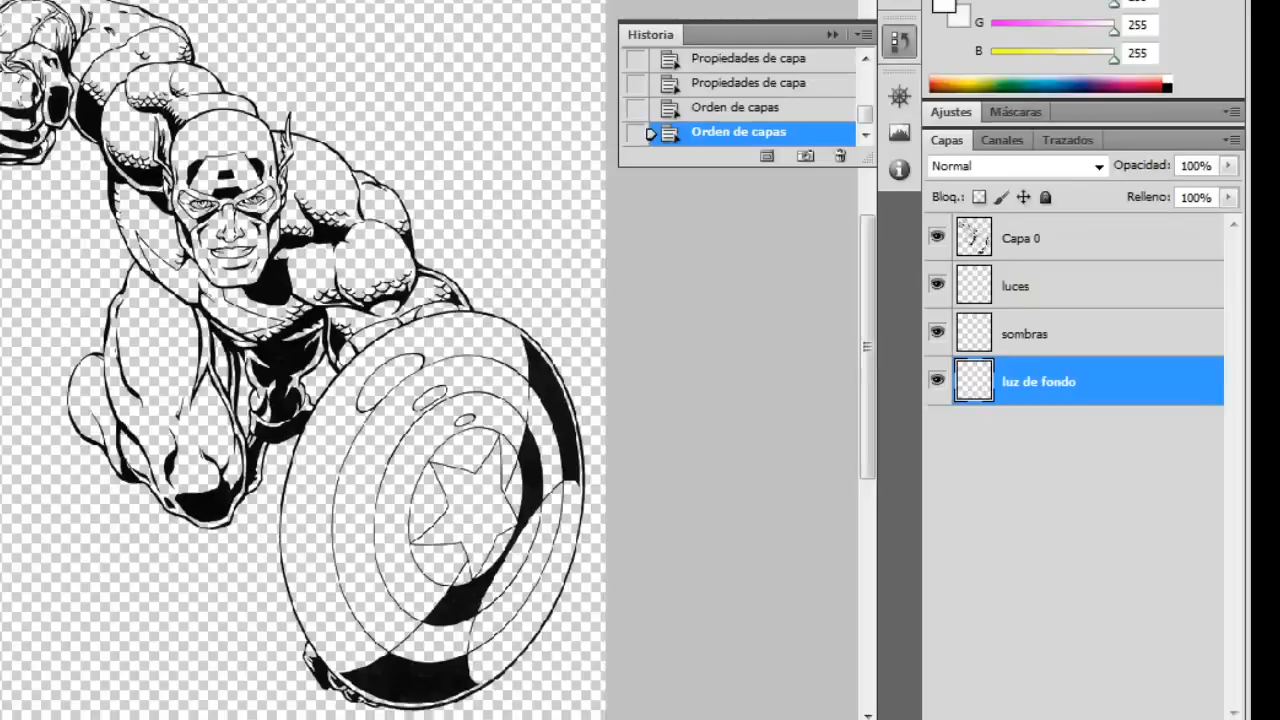 G 255
B 255
Historia
Propiedades de capa
Propiedades de capa
Orden de capas
Orden de capas
Ajustes Máscaras
Capas Canales Trazados
Normal Opacidad: 100%
Bloq.: Relleno: 100%
Capa 0
luces
sombras
luz de fondo
A